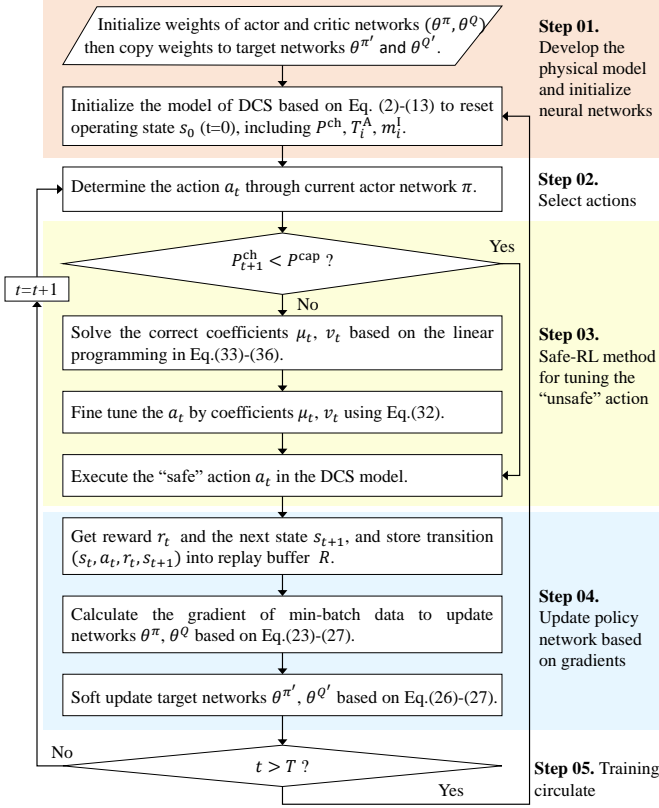 Initialize weights of actor and critic networks (θ^π, θ^Q)
then copy weights to target networks θ^π′ and θ^Q′.
Step 01.
Develop the
physical model
and initialize
neural networks
Initialize the model of DCS based on Eq. (2)-(13) to reset
operating state s₀ (t=0), including P^ch, T_i^A, m_i^I.
Determine the action a_t through current actor network π.
Step 02.
Select actions
P_{t+1}^ch < P^cap ?
Yes
No
t=t+1
Solve the correct coefficients μ_t, v_t based on the linear
programming in Eq.(33)-(36).
Fine tune the a_t by coefficients μ_t, v_t using Eq.(32).
Execute the “safe” action a_t in the DCS model.
Step 03.
Safe-RL method
for tuning the
“unsafe” action
Get reward r_t and the next state s_{t+1}, and store transition
(s_t, a_t, r_t, s_{t+1}) into replay buffer R.
Calculate the gradient of min-batch data to update
networks θ^π, θ^Q based on Eq.(23)-(27).
Soft update target networks θ^π′, θ^Q′ based on Eq.(26)-(27).
Step 04.
Update policy
network based
on gradients
No
t > T ?
Yes
Step 05. Training
circulate